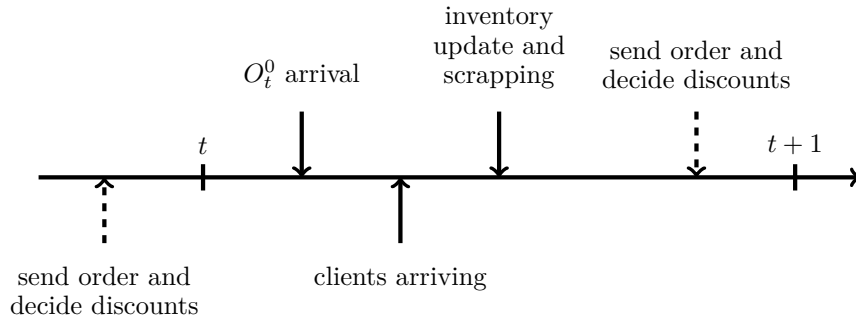 inventory
update and
scrapping
send order and
decide discounts
O_t^0 arrival
t
t + 1
send order and
decide discounts
clients arriving